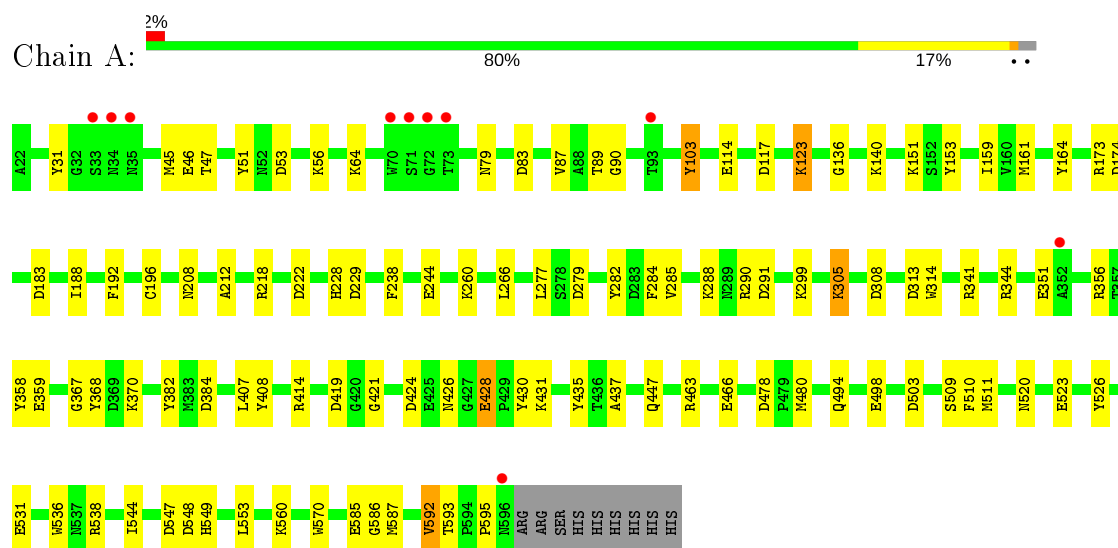 2%
Chain A:
80% 17% • •
A22 Y31 G32 S33 N34 N35 M45 E46 T47 Y51 N52 D53 K56 K64 W70 S71 G72 T73 N79 D83 V87 A88 T89 G90 T93 Y103 E114 D117 K123 G136 K140 K151 S152 Y153 I159 V160 M161 Y164 R173 D174
D183 I188 F192 C196 N208 A212 R218 D222 H228 D229 F238 E244 K260 L266 L277 S278 D279 Y282 D283 F284 V285 K288 N289 R290 D291 K299 K305 D308 D313 W314 R341 R344 E351 A352 R356 T357
Y358 E359 G367 Y368 D369 K370 Y382 M383 D384 L407 Y408 R414 D419 G420 G421 D424 E425 N426 G427 E428 P429 Y430 K431 Y435 T436 A437 Q447 R463 E466 D478 P479 M480 Q494 E498 D503 S509 F510 M511 N520 E523 Y526
E531 W536 N537 R538 I544 D547 D548 H549 L553 K560 W570 E585 G586 M587 V592 T593 P594 P595 N596 ARG ARG SER HIS HIS HIS HIS HIS HIS